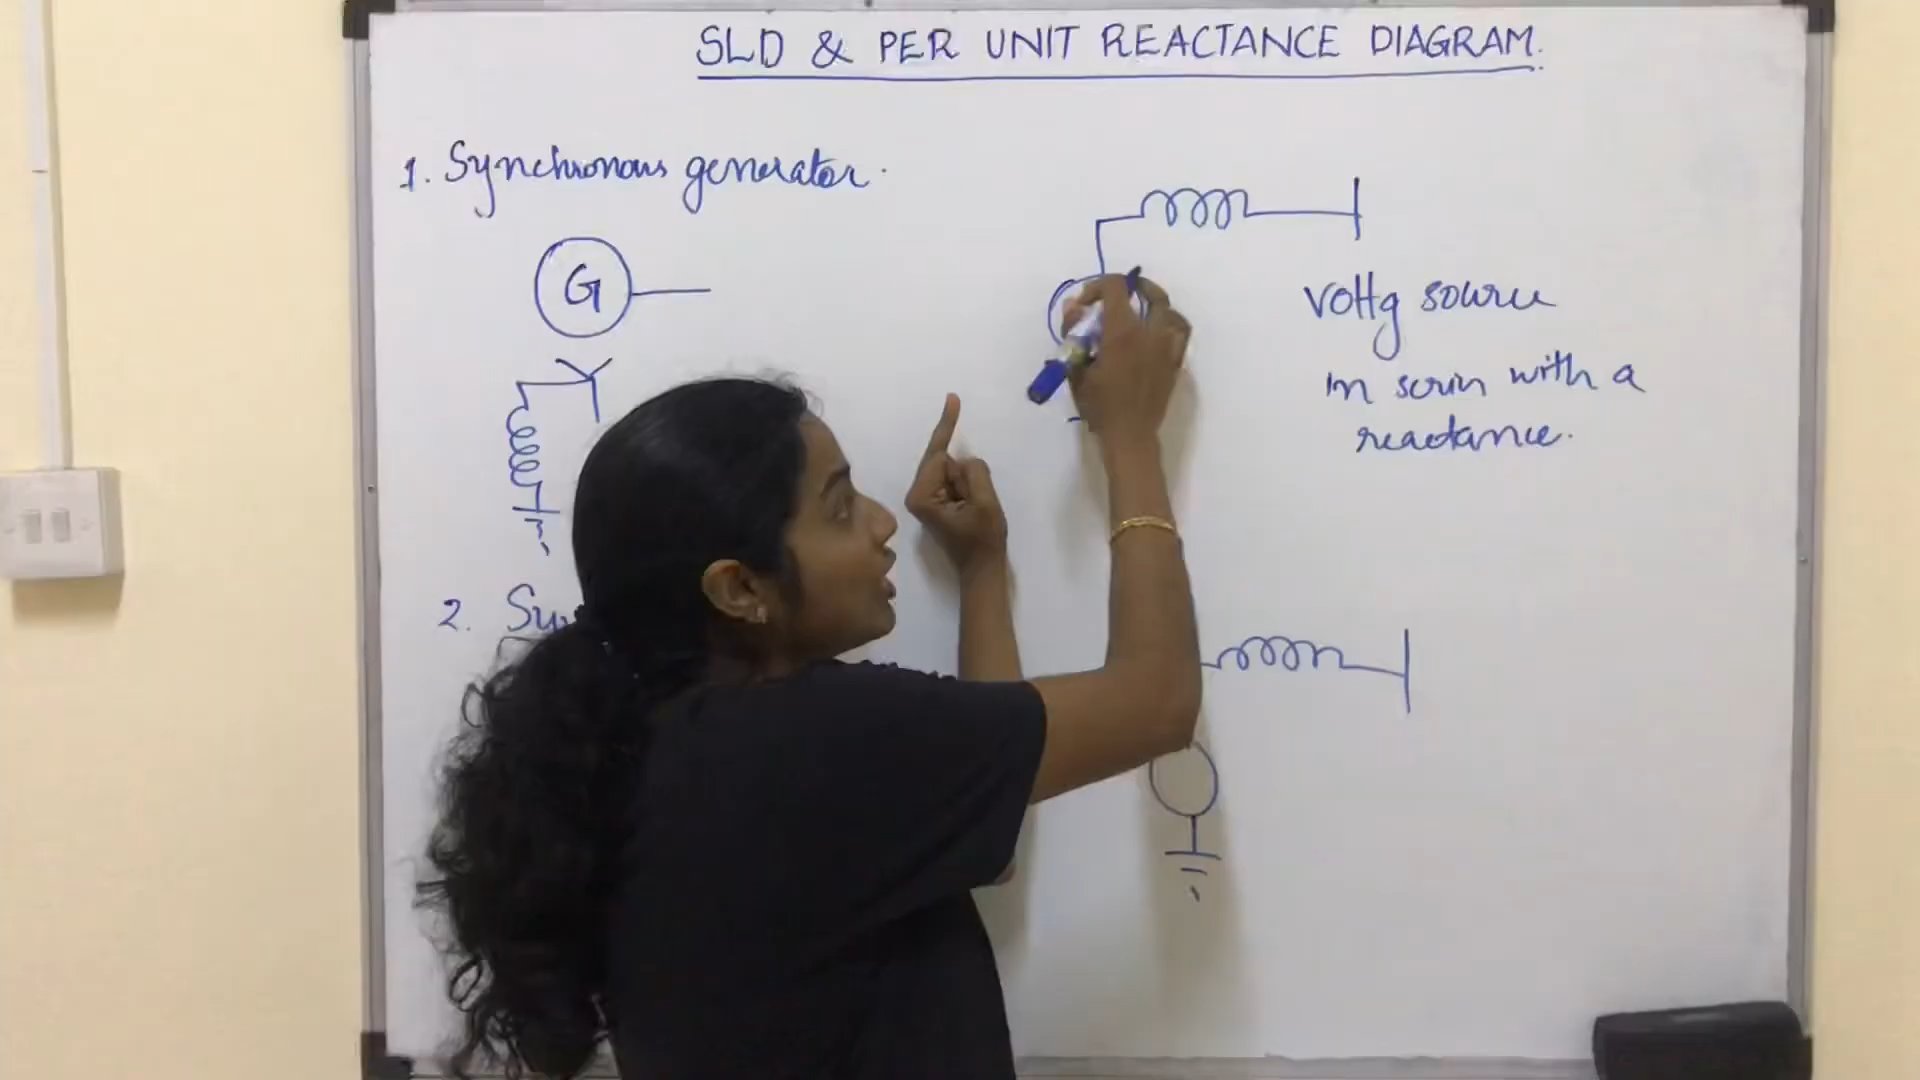 SLD & PER UNIT REACTANCE DIAGRAM.
1. Synchronous generator.
G
voltg source
in series with a
reactance.
2.